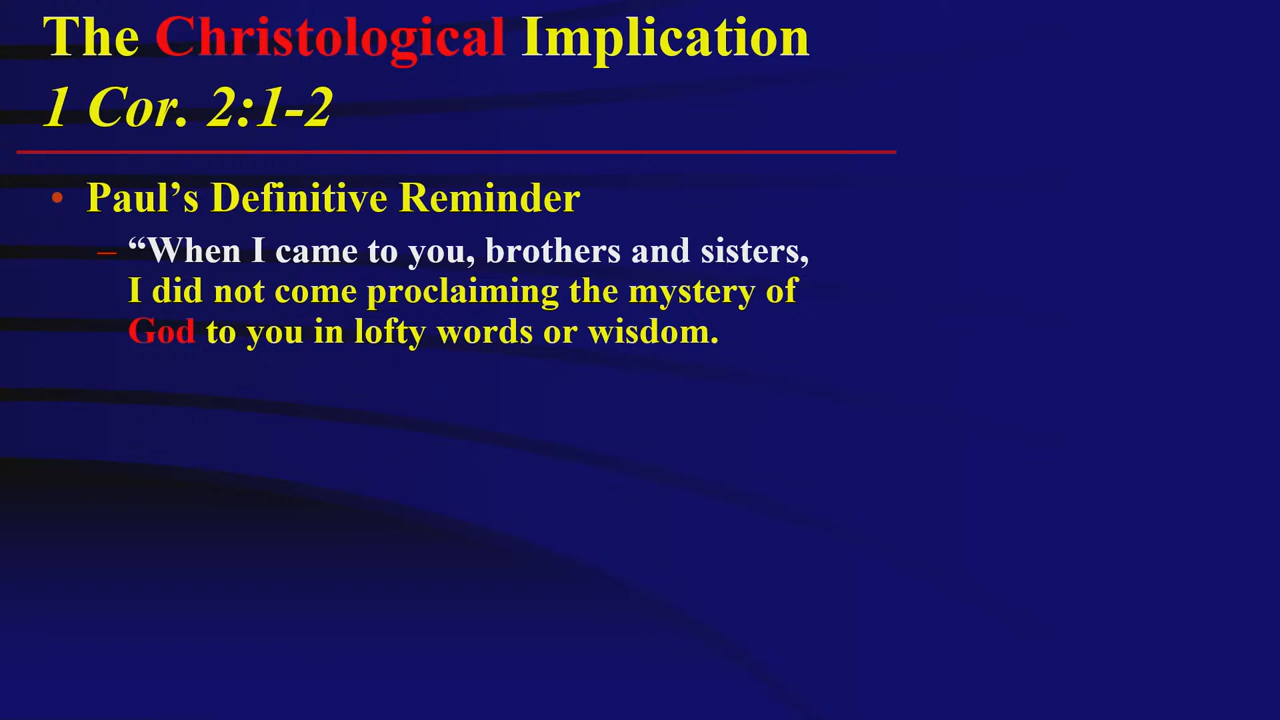 The Christological Implication
1 Cor. 2:1-2
• Paul’s Definitive Reminder
– “When I came to you, brothers and sisters,
I did not come proclaiming the mystery of
God to you in lofty words or wisdom.